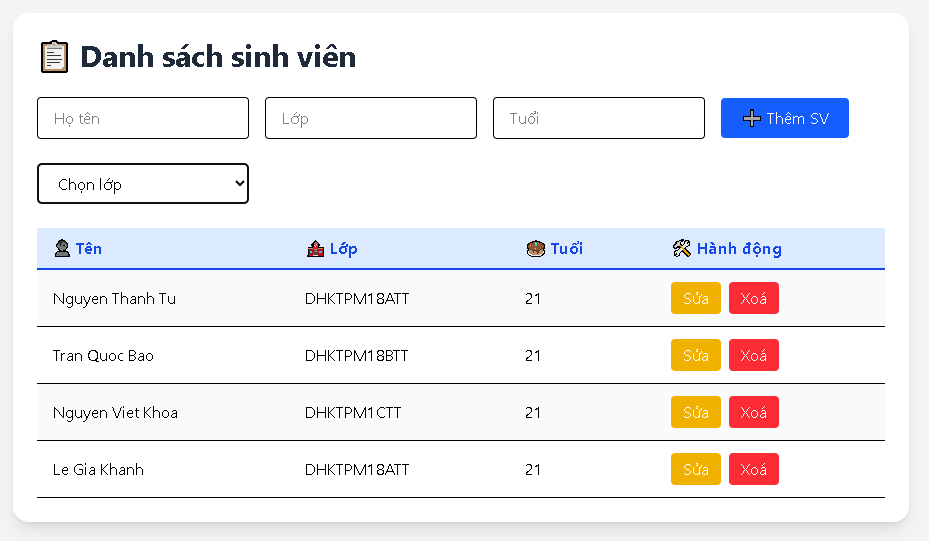 Danh sách sinh viên
Họ tên Lớp Tuổi Thêm SV
Chọn lớp
Tên Lớp Tuổi Hành động
Nguyen Thanh Tu DHKTPM18ATT 21 Sửa Xoá
Tran Quoc Bao DHKTPM18BTT 21 Sửa Xoá
Nguyen Viet Khoa DHKTPM1CTT 21 Sửa Xoá
Le Gia Khanh DHKTPM18ATT 21 Sửa Xoá